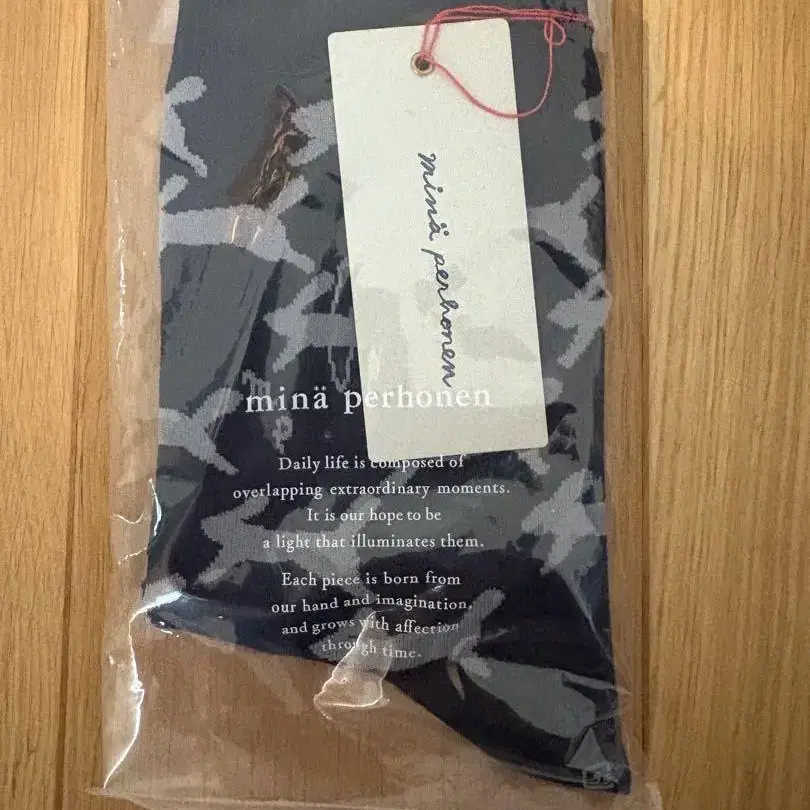 minä perhonen
minä perhonen
Daily life is composed of
overlapping extraordinary moments.
It is our hope to be
a light that illuminates them.
Each piece is born from
our hand and imagination,
and grows with affection
through time.